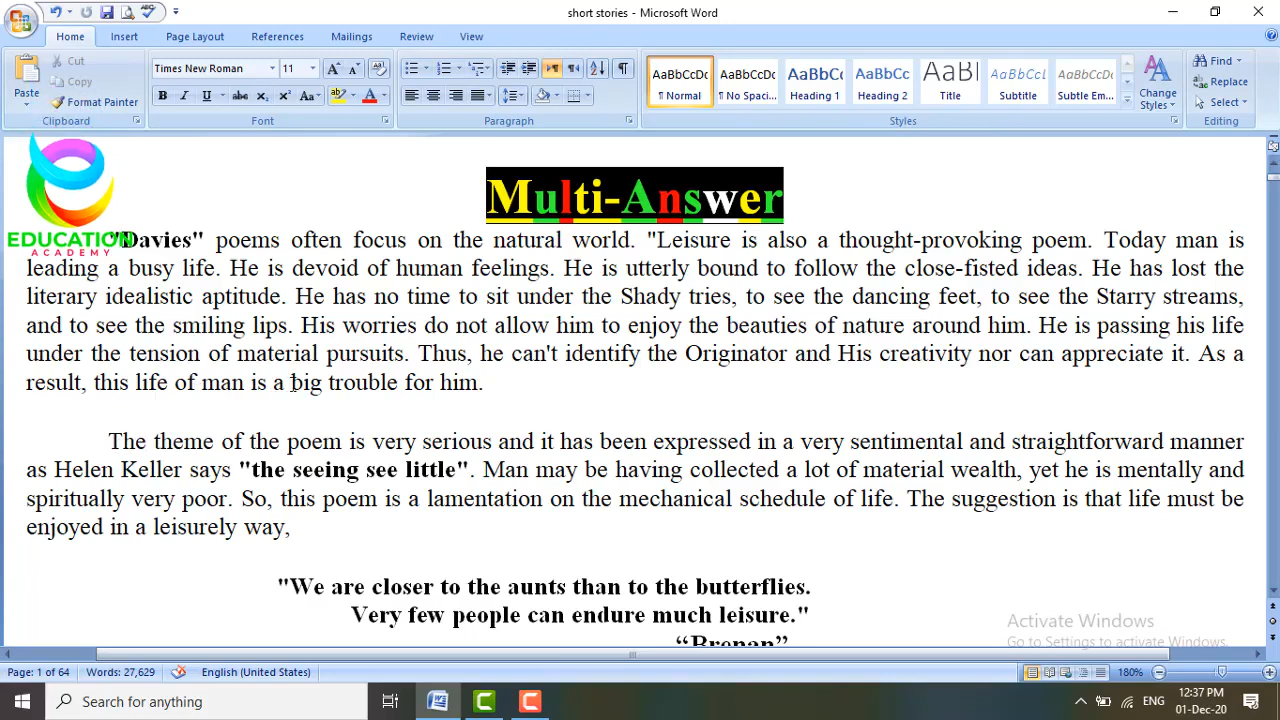 short stories - Microsoft Word
Home Insert Page Layout References Mailings Review View
Cut
Copy
Format Painter
Paste
Clipboard
Times New Roman 11
Font
Paragraph
AaBbCcDc AaBbCcDc AaBbCc AaBbCc AaBl AaBbCcL AaBbCcDc
¶ Normal ¶ No Spaci... Heading 1 Heading 2 Title Subtitle Subtle Em...
Change Styles
Styles
Find
Replace
Select
Editing
EDUCATION
ACADEMY
Multi-Answer
"Davies" poems often focus on the natural world. "Leisure is also a thought-provoking poem. Today man is
leading a busy life. He is devoid of human feelings. He is utterly bound to follow the close-fisted ideas. He has lost the
literary idealistic aptitude. He has no time to sit under the Shady tries, to see the dancing feet, to see the Starry streams,
and to see the smiling lips. His worries do not allow him to enjoy the beauties of nature around him. He is passing his life
under the tension of material pursuits. Thus, he can't identify the Originator and His creativity nor can appreciate it. As a
result, this life of man is a big trouble for him.
The theme of the poem is very serious and it has been expressed in a very sentimental and straightforward manner
as Helen Keller says "the seeing see little". Man may be having collected a lot of material wealth, yet he is mentally and
spiritually very poor. So, this poem is a lamentation on the mechanical schedule of life. The suggestion is that life must be
enjoyed in a leisurely way,
"We are closer to the aunts than to the butterflies.
Very few people can endure much leisure."
“Brenan”
Activate Windows
Go to Settings to activate Windows.
Page: 1 of 64 Words: 27,629 English (United States) 180%
Search for anything
ENG
12:37 PM
01-Dec-20